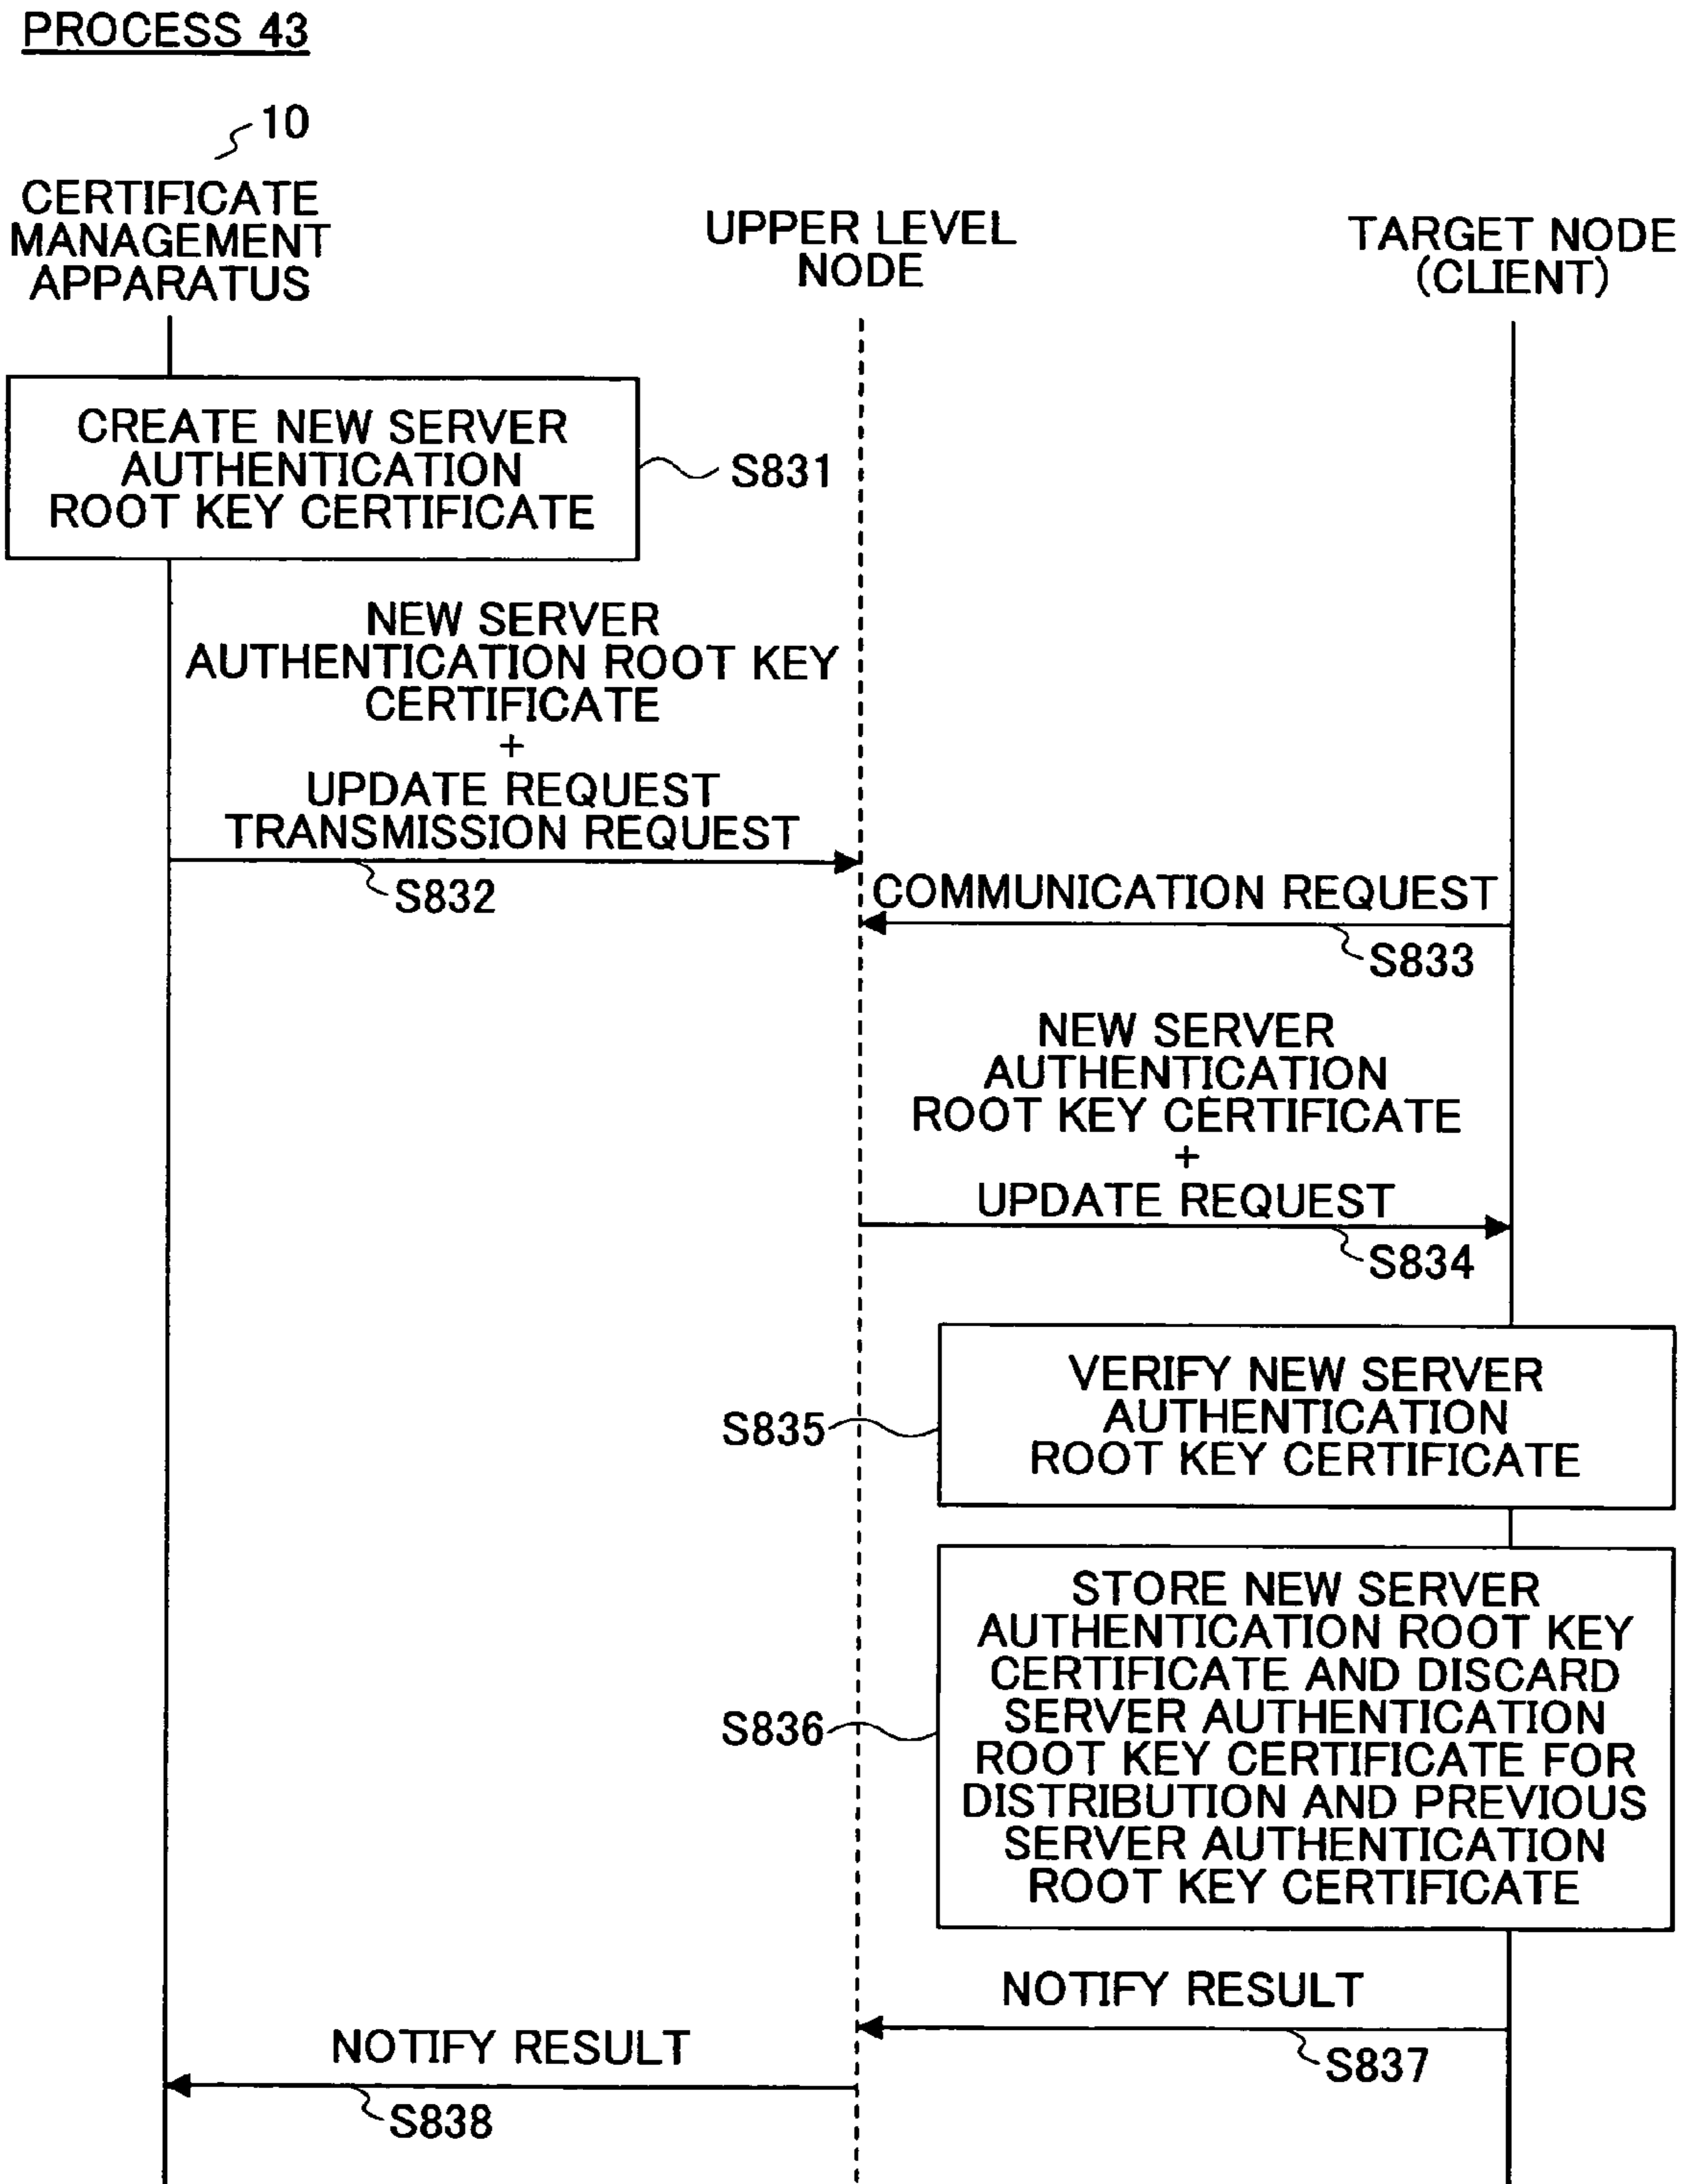 PROCESS 43
10
CERTIFICATE
MANAGEMENT
APPARATUS
UPPER LEVEL
NODE
TARGET NODE
(CLIENT)
CREATE NEW SERVER
AUTHENTICATION
ROOT KEY CERTIFICATE
S831
NEW SERVER
AUTHENTICATION ROOT KEY
CERTIFICATE
+
UPDATE REQUEST
TRANSMISSION REQUEST
S832
COMMUNICATION REQUEST
S833
NEW SERVER
AUTHENTICATION
ROOT KEY CERTIFICATE
+
UPDATE REQUEST
S834
VERIFY NEW SERVER
AUTHENTICATION
ROOT KEY CERTIFICATE
S835
STORE NEW SERVER
AUTHENTICATION ROOT KEY
CERTIFICATE AND DISCARD
SERVER AUTHENTICATION
ROOT KEY CERTIFICATE FOR
DISTRIBUTION AND PREVIOUS
SERVER AUTHENTICATION
ROOT KEY CERTIFICATE
S836
NOTIFY RESULT
S837
NOTIFY RESULT
S838